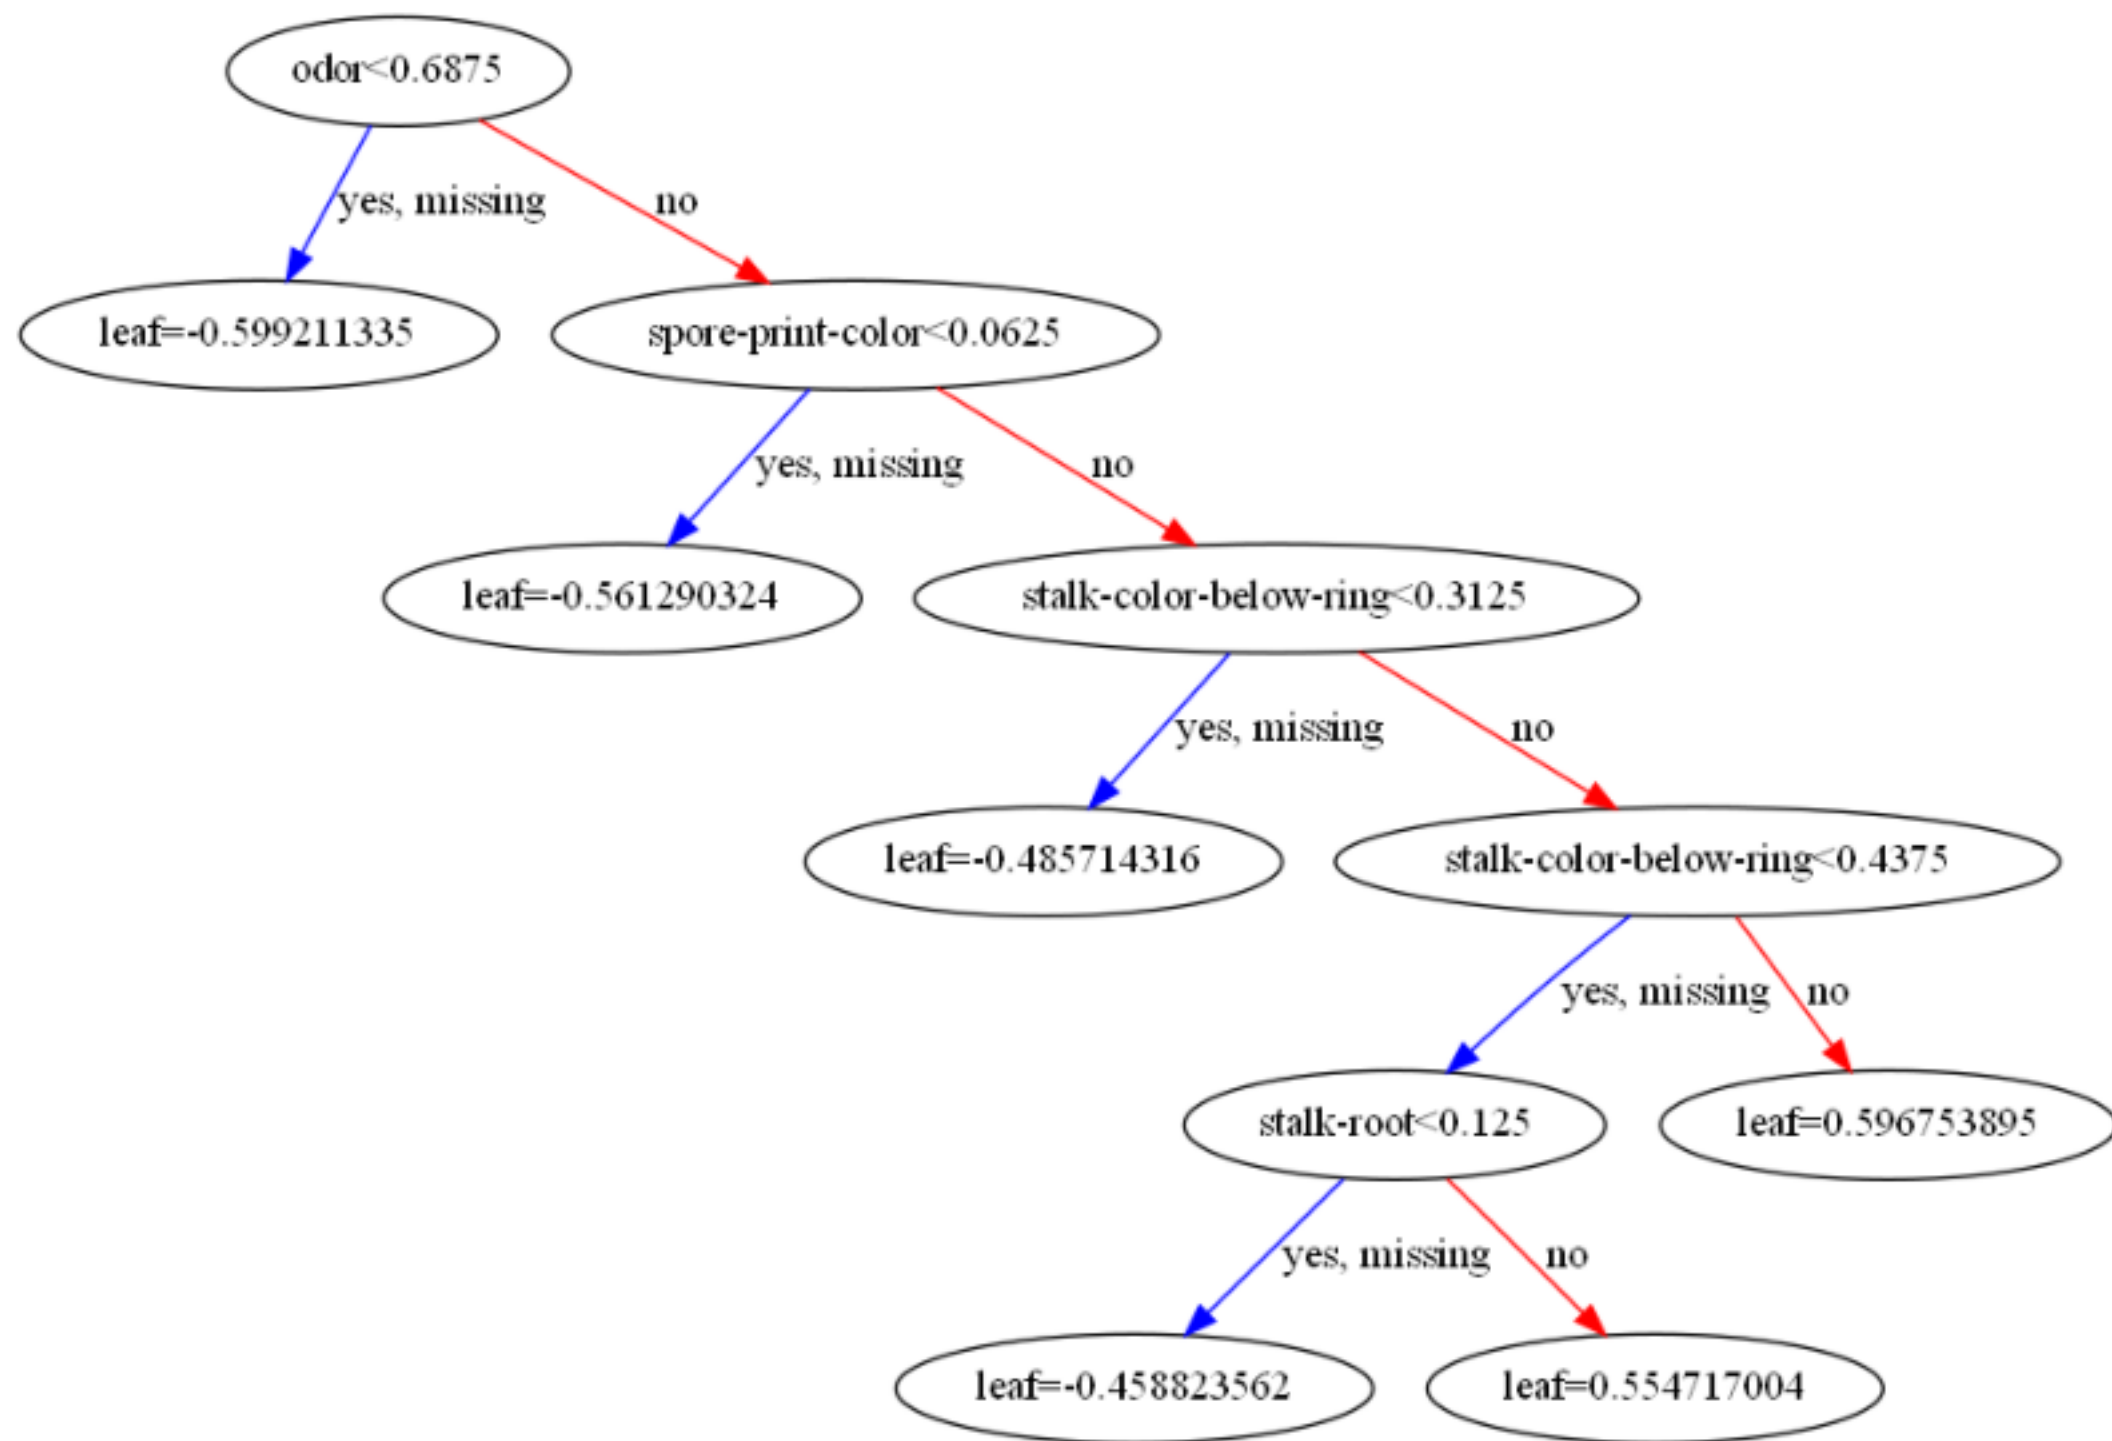 odor<0.6875
yes, missing
no
leaf=-0.599211335
spore-print-color<0.0625
yes, missing
no
leaf=-0.561290324
stalk-color-below-ring<0.3125
yes, missing
no
leaf=-0.485714316
stalk-color-below-ring<0.4375
yes, missing
no
stalk-root<0.125
leaf=0.596753895
yes, missing
no
leaf=-0.458823562
leaf=0.554717004